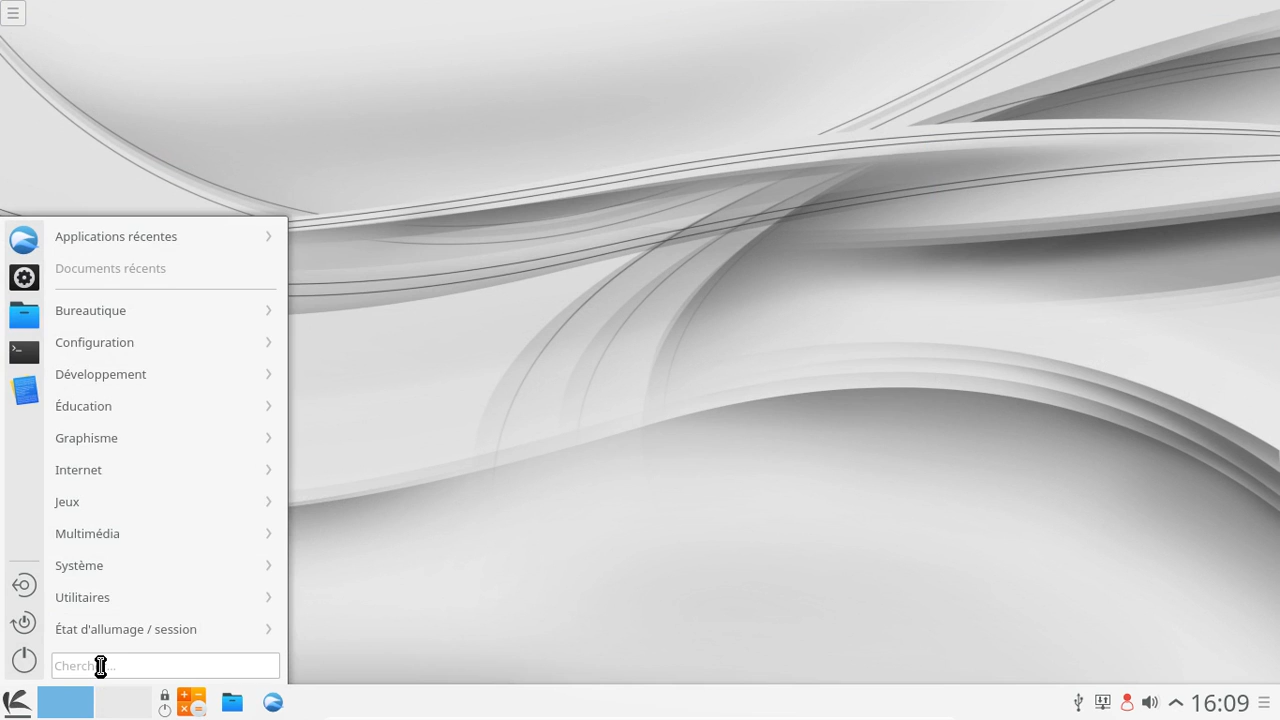 Applications récentes
Documents récents
Bureautique
Configuration
Développement
Éducation
Graphisme
Internet
Jeux
Multimédia
Système
Utilitaires
État d'allumage / session
16:09